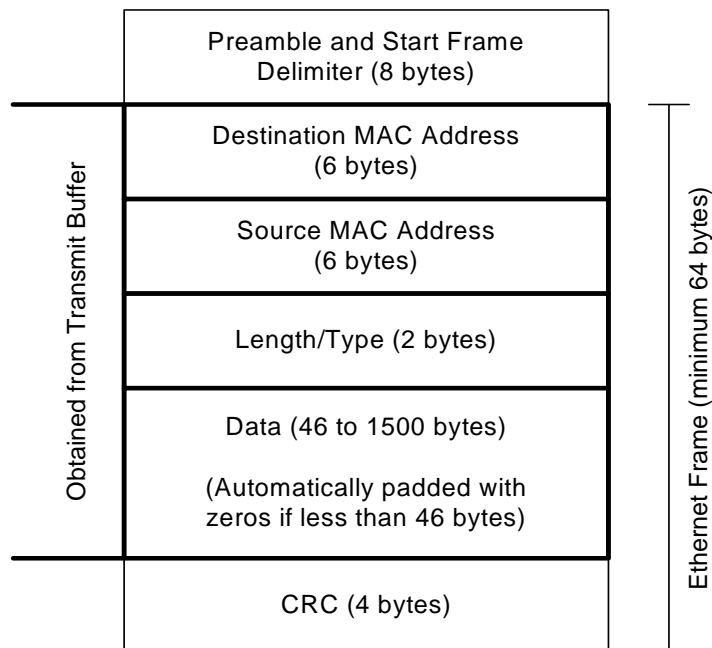 Preamble and Start Frame
Delimiter (8 bytes)
Destination MAC Address
(6 bytes)
Source MAC Address
(6 bytes)
Length/Type (2 bytes)
Data (46 to 1500 bytes)
(Automatically padded with
zeros if less than 46 bytes)
CRC (4 bytes)
Obtained from Transmit Buffer
Ethernet Frame (minimum 64 bytes)